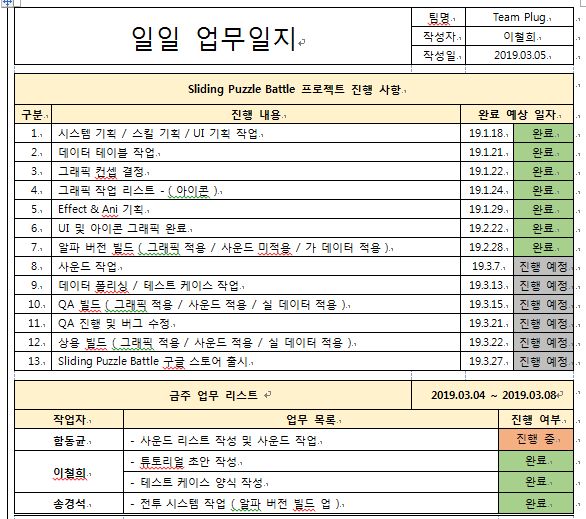 일일 업무일지
팀명 Team Plug.
작성자 이철희
작성일 2019.03.05.
Sliding Puzzle Battle 프로젝트 진행 사항
구분 진행 내용 완료 예상 일자
1. 시스템 기획 / 스킬 기획 / UI 기획 작업 19.1.18. 완료
2. 데이터 테이블 작업 19.1.21. 완료
3. 그래픽 컨셉 결정 19.1.22. 완료
4. 그래픽 작업 리스트 - ( 아이콘 ) 19.1.24. 완료
5. Effect & Ani 기획 19.1.29. 완료
6. UI 및 아이콘 그래픽 완료 19.2.22. 완료
7. 알파 버전 빌드 ( 그래픽 적용 / 사운드 미적용 / 가 데이터 적용 ) 19.2.28. 완료
8. 사운드 작업 19.3.7. 진행 예정
9. 데이터 폴리싱 / 테스트 케이스 작업 19.3.13. 진행 예정
10. QA 빌드 ( 그래픽 적용 / 사운드 적용 / 실 데이터 적용 ) 19.3.15. 진행 예정
11. QA 진행 및 버그 수정 19.3.21. 진행 예정
12. 상용 빌드 ( 그래픽 적용 / 사운드 적용 / 실 데이터 적용 ) 19.3.22. 진행 예정
13. Sliding Puzzle Battle 구글 스토어 출시 19.3.27. 진행 예정
금주 업무 리스트 2019.03.04 ~ 2019.03.08
작업자 업무 목록 진행 여부
함동균 - 사운드 리스트 작성 및 사운드 작업 진행 중
이철희 - 튜토리얼 초안 작성 완료
- 테스트 케이스 양식 작성 완료
송경석 - 전투 시스템 작업 ( 알파 버전 빌드 업 ) 완료